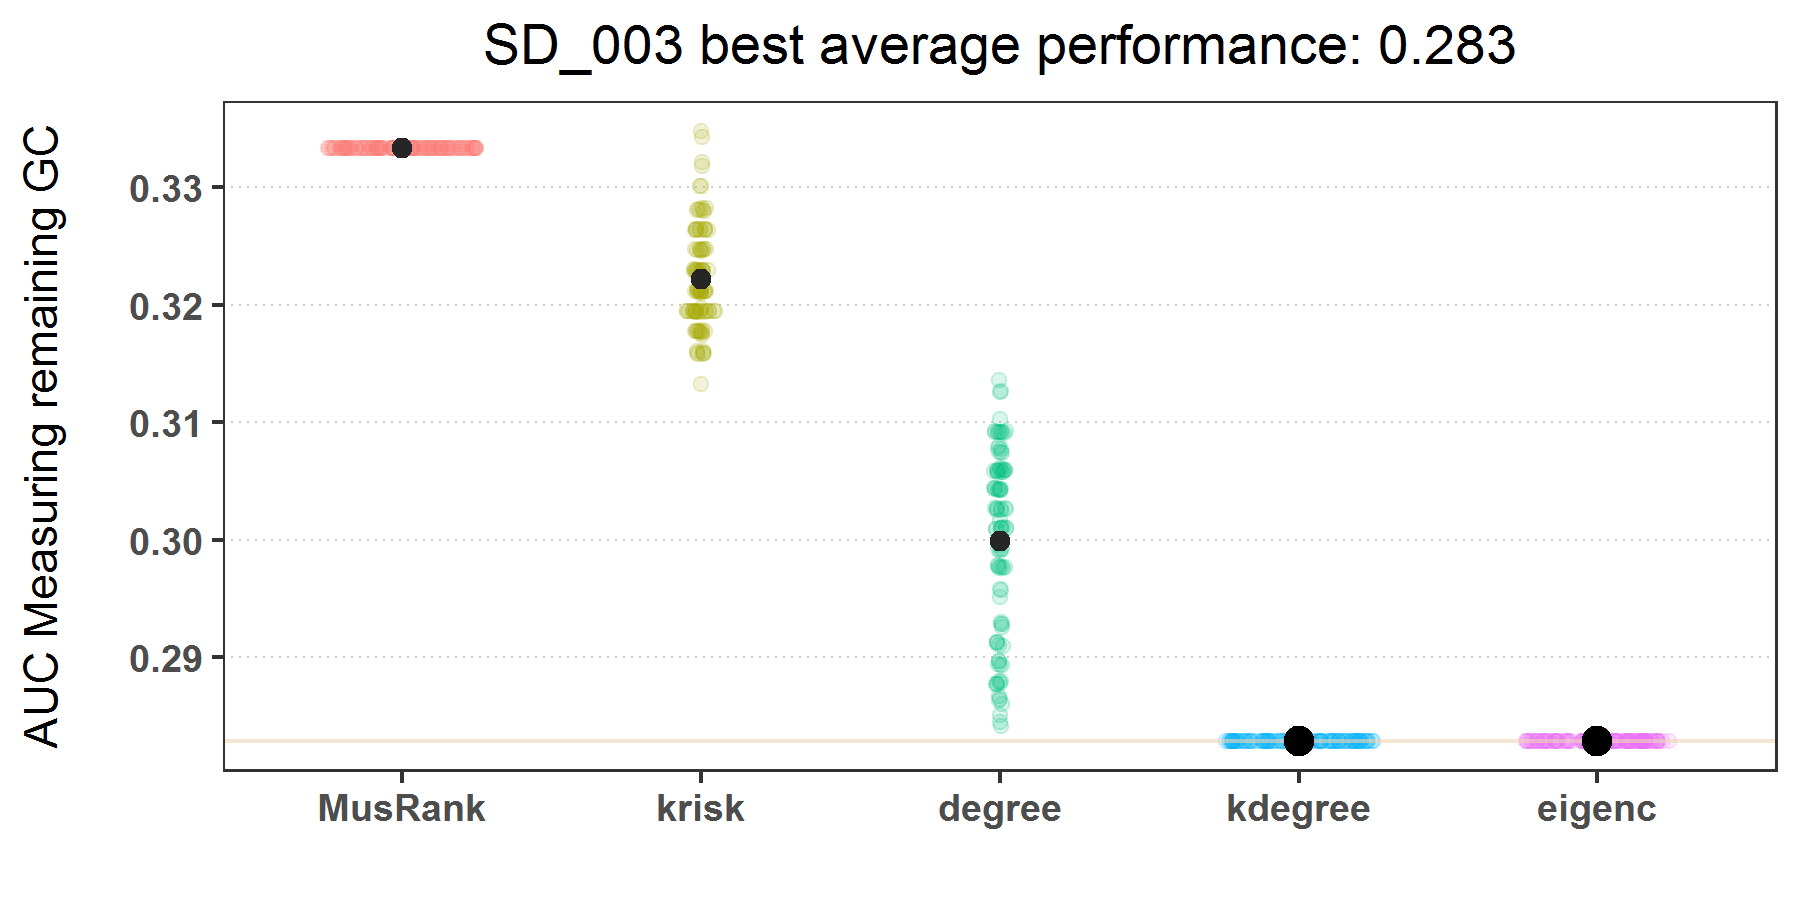 SD_003 best average performance: 0.283
AUC Measuring remaining GC
0.33
0.32
0.31
0.30
0.29
MusRank
krisk
degree
kdegree
eigenc